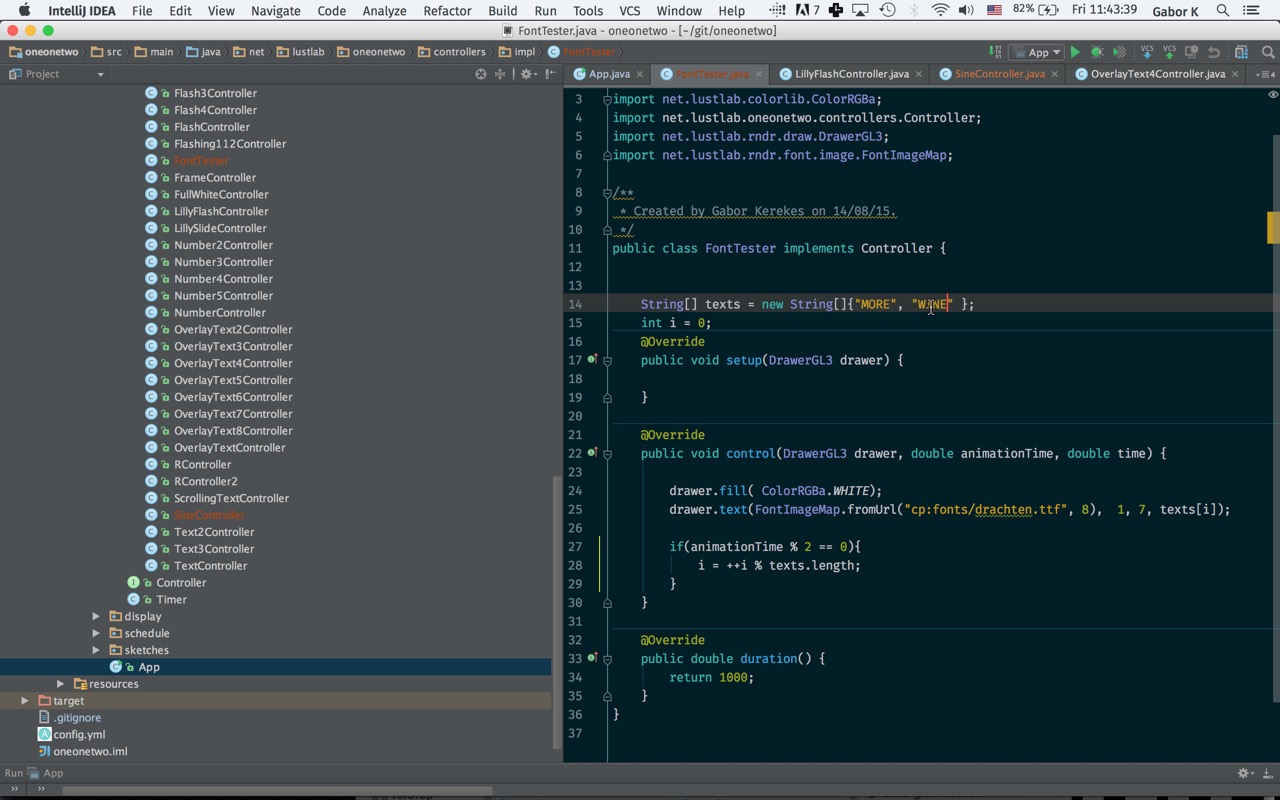 IntelliJ IDEA File Edit View Navigate Code Analyze Refactor Build Run Tools VCS Window Help 7 82% Fri 11:43:39 Gabor K
FontTester.java - oneonetwo - [~/git/oneonetwo]
oneonetwo src main java net lustlab oneonetwo controllers impl FontTester App VCS VCS
Project App.java FontTester.java LillyFlashController.java SineController.java OverlayText4Controller.java 4
Flash3Controller
Flash4Controller
FlashController
Flashing112Controller
FontTester
FrameController
FullWhiteController
LillyFlashController
LillySlideController
Number2Controller
Number3Controller
Number4Controller
Number5Controller
NumberController
OverlayText2Controller
OverlayText3Controller
OverlayText4Controller
OverlayText5Controller
OverlayText6Controller
OverlayText7Controller
OverlayText8Controller
OverlayTextController
RController
RController2
ScrollingTextController
SineController
Text2Controller
Text3Controller
TextController
Controller
Timer
display
schedule
sketches
App
resources
target
.gitignore
config.yml
oneonetwo.iml
3 import net.lustlab.colorlib.ColorRGBa;
4 import net.lustlab.oneonetwo.controllers.Controller;
5 import net.lustlab.rndr.draw.DrawerGL3;
6 import net.lustlab.rndr.font.image.FontImageMap;
7
8 /**
9 * Created by Gabor Kerekes on 14/08/15.
10 */
11 public class FontTester implements Controller {
12
13
14 String[] texts = new String[]{"MORE", "WINE" };
15 int i = 0;
16 @Override
17 public void setup(DrawerGL3 drawer) {
18
19 }
20
21 @Override
22 public void control(DrawerGL3 drawer, double animationTime, double time) {
23
24 drawer.fill( ColorRGBa.WHITE);
25 drawer.text(FontImageMap.fromUrl("cp:fonts/drachten.ttf", 8), 1, 7, texts[i]);
26
27 if(animationTime % 2 == 0){
28 i = ++i % texts.length;
29 }
30 }
31
32 @Override
33 public double duration() {
34 return 1000;
35 }
36 }
37
Run App